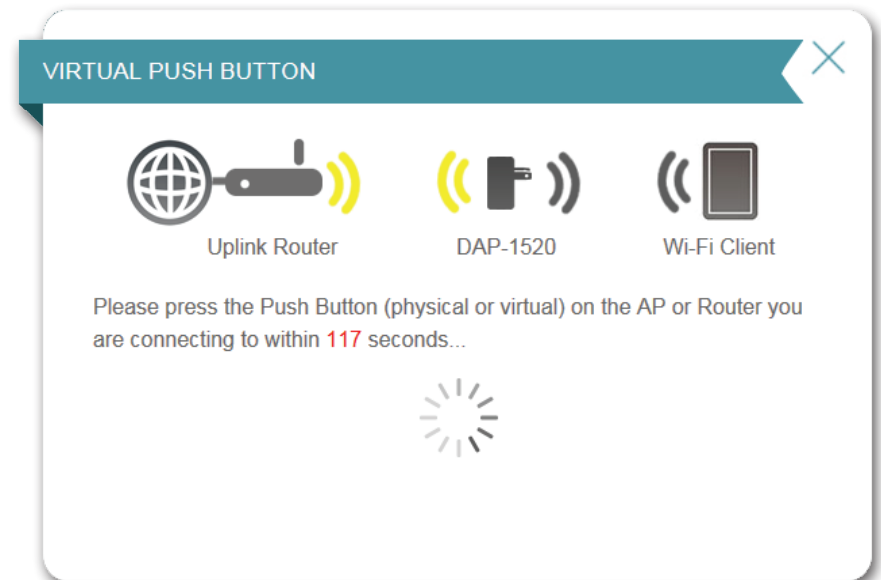 VIRTUAL PUSH BUTTON
Uplink Router
DAP-1520
Wi-Fi Client
Please press the Push Button (physical or virtual) on the AP or Router you
are connecting to within 117 seconds...